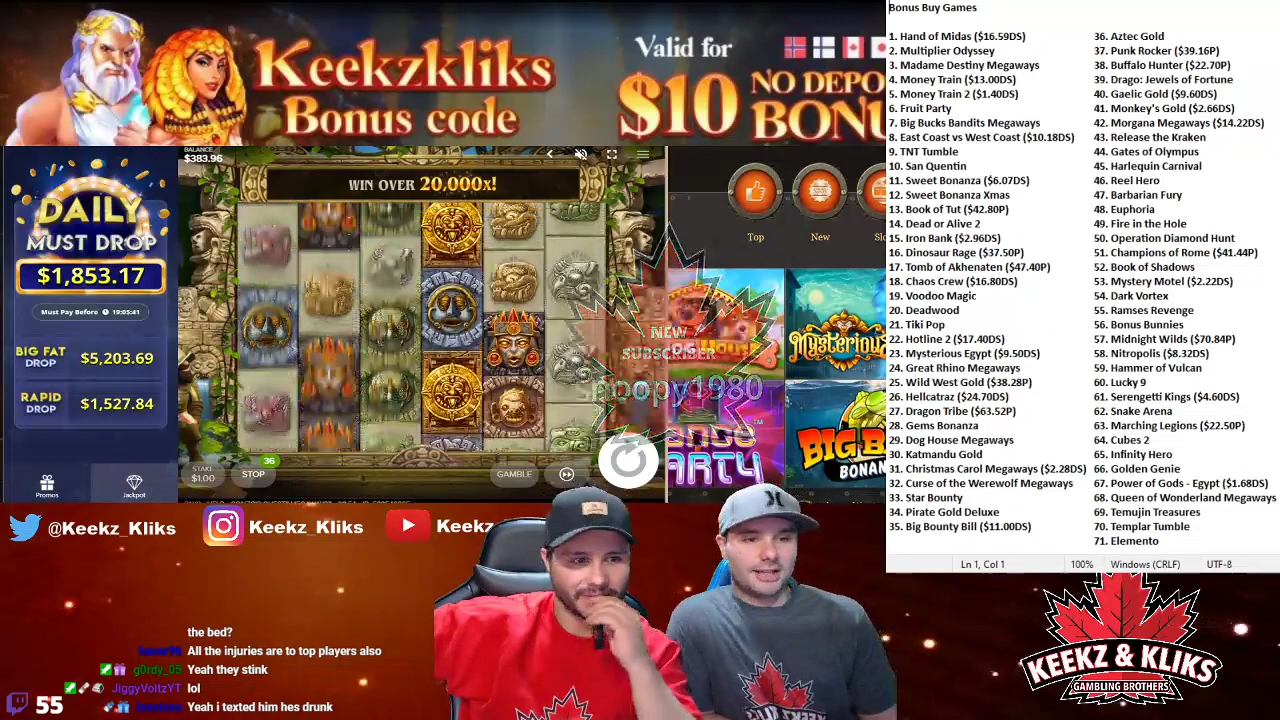 Keekzkliks
Bonus code
Valid for
$10
NO DEPO
BONU
DAILY
MUST DROP
$1,853.17
Must Pay Before 19:05:41
BIG FAT
DROP
$5,203.69
RAPID
DROP
$1,527.84
Promos
Jackpot
BALANCE
$383.96
WIN OVER 20.000x!
STAKE
$1.00
STOP
36
GAMBLE
NEW
SUBSCRIBER
Top
New
Slo
Mysteriou
BIG B
BONAN
ARTY
Bonus Buy Games
1. Hand of Midas ($16.59DS)
2. Multiplier Odyssey
3. Madame Destiny Megaways
4. Money Train ($13.00DS)
5. Money Train 2 ($1.40DS)
6. Fruit Party
7. Big Bucks Bandits Megaways
8. East Coast vs West Coast ($10.18DS)
9. TNT Tumble
10. San Quentin
11. Sweet Bonanza ($6.07DS)
12. Sweet Bonanza Xmas
13. Book of Tut ($42.80P)
14. Dead or Alive 2
15. Iron Bank ($2.96DS)
16. Dinosaur Rage ($37.50P)
17. Tomb of Akhenaten ($47.40P)
18. Chaos Crew ($16.80DS)
19. Voodoo Magic
20. Deadwood
21. Tiki Pop
22. Hotline 2 ($17.40DS)
23. Mysterious Egypt ($9.50DS)
24. Great Rhino Megaways
25. Wild West Gold ($38.28P)
26. Hellcatraz ($24.70DS)
27. Dragon Tribe ($63.52P)
28. Gems Bonanza
29. Dog House Megaways
30. Katmandu Gold
31. Christmas Carol Megaways ($2.28DS)
32. Curse of the Werewolf Megaways
33. Star Bounty
34. Pirate Gold Deluxe
35. Big Bounty Bill ($11.00DS)
36. Aztec Gold
37. Punk Rocker ($39.16P)
38. Buffalo Hunter ($22.70P)
39. Drago: Jewels of Fortune
40. Gaelic Gold ($9.60DS)
41. Monkey's Gold ($2.66DS)
42. Morgana Megaways ($14.22DS)
43. Release the Kraken
44. Gates of Olympus
45. Harlequin Carnival
46. Reel Hero
47. Barbarian Fury
48. Euphoria
49. Fire in the Hole
50. Operation Diamond Hunt
51. Champions of Rome ($41.44P)
52. Book of Shadows
53. Mystery Motel ($2.22DS)
54. Dark Vortex
55. Ramses Revenge
56. Bonus Bunnies
57. Midnight Wilds ($70.84P)
58. Nitropolis ($8.32DS)
59. Hammer of Vulcan
60. Lucky 9
61. Serengetti Kings ($4.60DS)
62. Snake Arena
63. Marching Legions ($22.50P)
64. Cubes 2
65. Infinity Hero
66. Golden Genie
67. Power of Gods - Egypt ($1.68DS)
68. Queen of Wonderland Megaways
69. Temujin Treasures
70. Templar Tumble
71. Elemento
Ln 1, Col 1
100%
Windows (CRLF)
UTF-8
@Keekz_Kliks
Keekz_Kliks
Keekz
the bed?
All the injuries are to top players also
g0rdy_05 Yeah they stink
JiggyVoltzYT lol
Yeah i texted him hes drunk
55
KEEKZ & KLIKS
GAMBLING BROTHERS